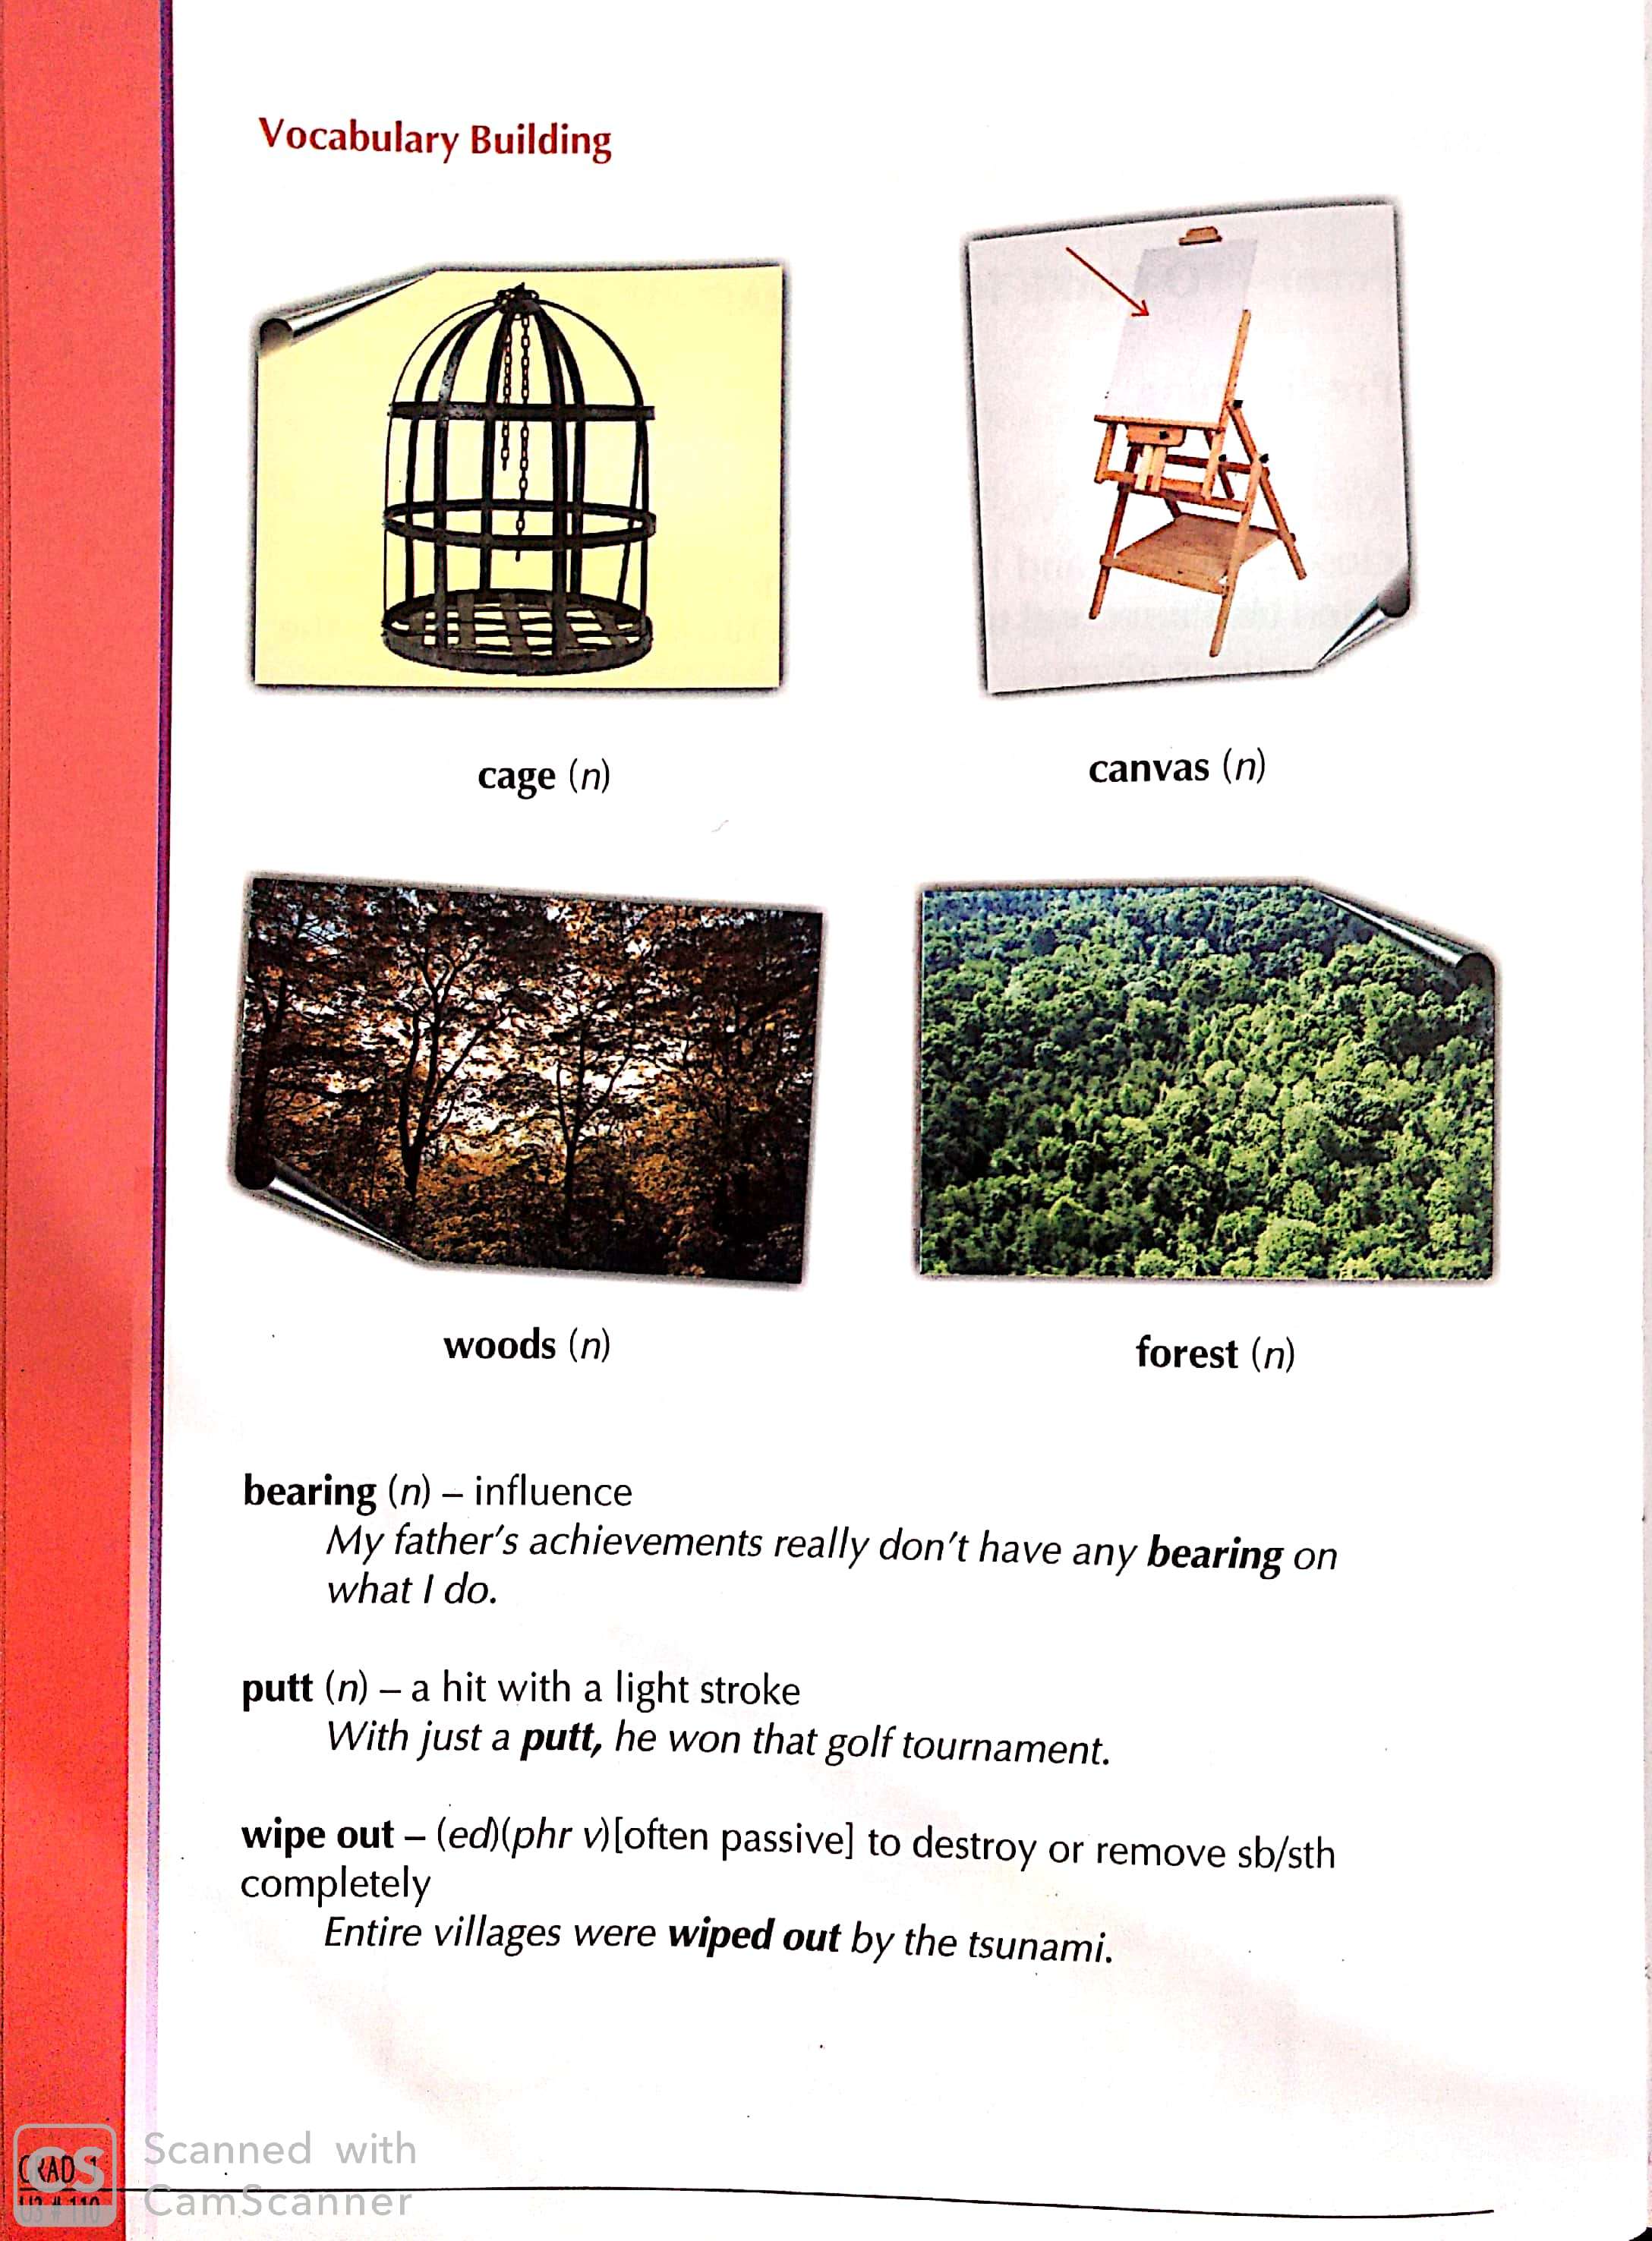 Vocabulary Building
cage (n)
canvas (n)
woods (n)
forest (n)
bearing (n) – influence
My father's achievements really don't have any bearing on
what I do.
putt (n) – a hit with a light stroke
With just a putt, he won that golf tournament.
wipe out – (ed)(phr v)[often passive] to destroy or remove sb/sth
completely
Entire villages were wiped out by the tsunami.
CS
Scanned with
CamScanner